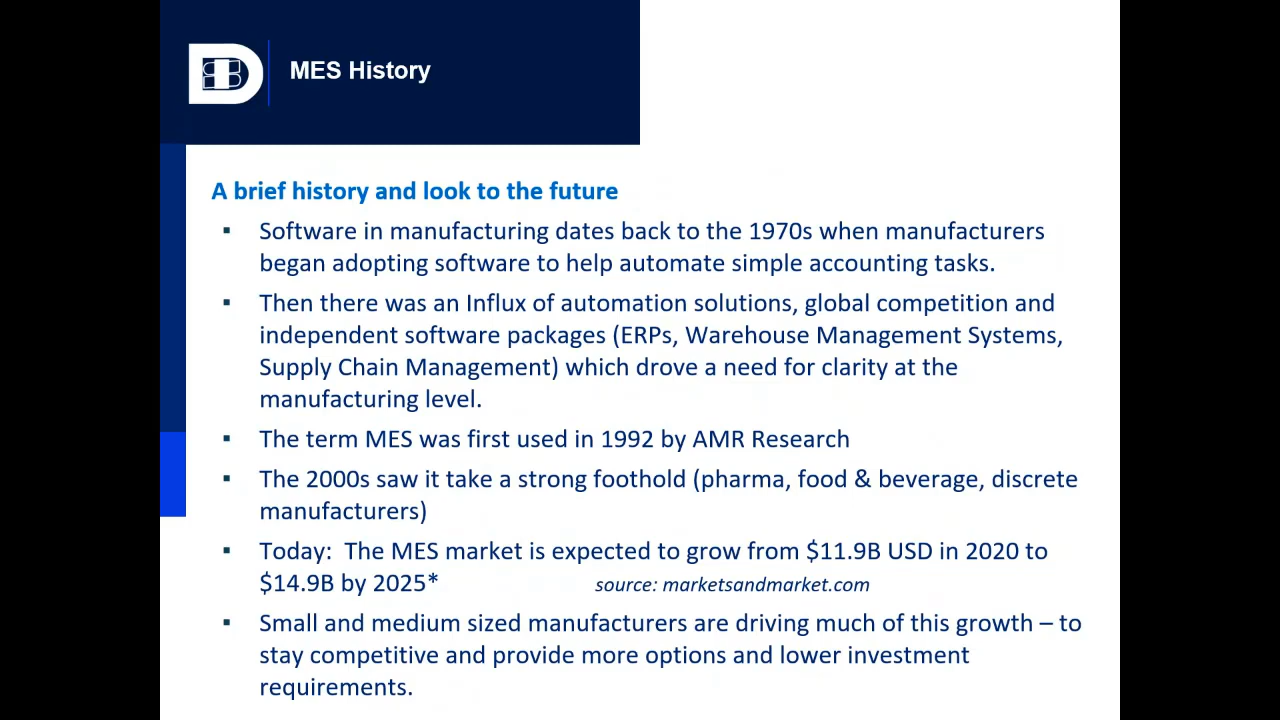 MES History
A brief history and look to the future
▪ Software in manufacturing dates back to the 1970s when manufacturers
began adopting software to help automate simple accounting tasks.
▪ Then there was an Influx of automation solutions, global competition and
independent software packages (ERPs, Warehouse Management Systems,
Supply Chain Management) which drove a need for clarity at the
manufacturing level.
▪ The term MES was first used in 1992 by AMR Research
▪ The 2000s saw it take a strong foothold (pharma, food & beverage, discrete
manufacturers)
▪ Today:  The MES market is expected to grow from $11.9B USD in 2020 to
$14.9B by 2025* source: marketsandmarket.com
▪ Small and medium sized manufacturers are driving much of this growth – to
stay competitive and provide more options and lower investment
requirements.